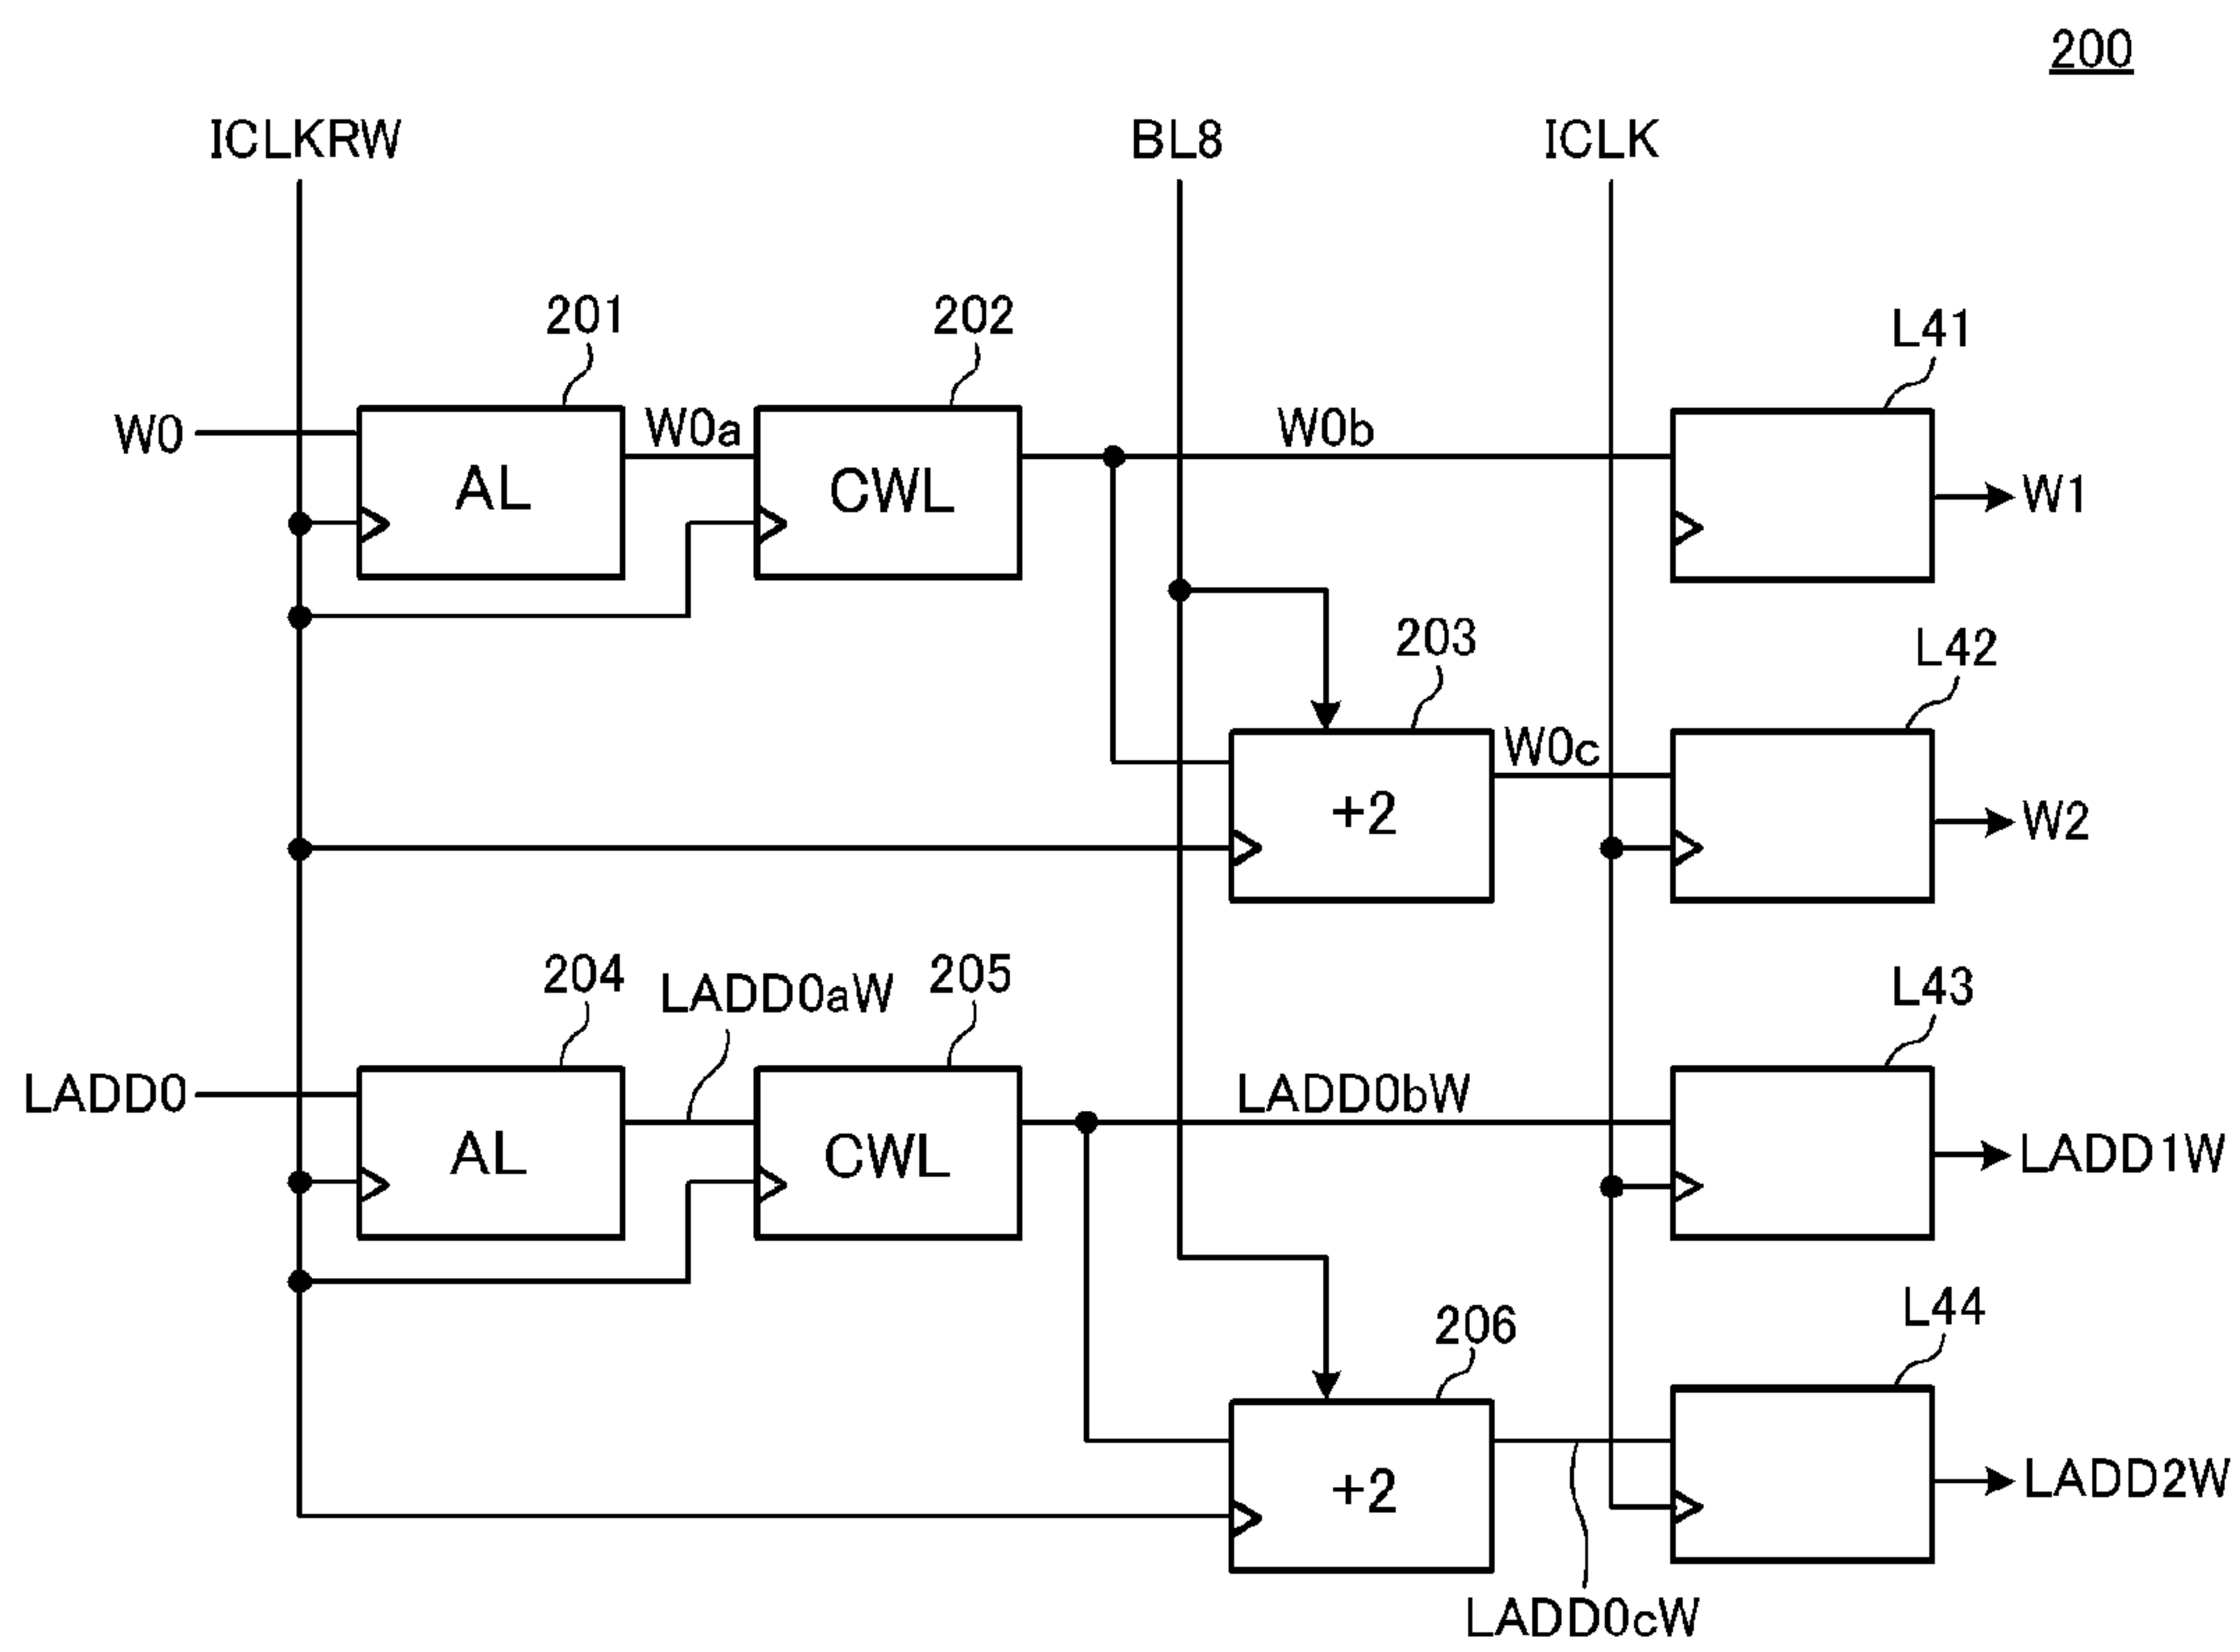 200
ICLKRW
BL8
ICLK
201
202
L41
W0
W0a
W0b
AL
CWL
W1
203
L42
W0c
+2
W2
204
LADD0aW
205
L43
LADD0
LADD0bW
AL
CWL
LADD1W
206
L44
+2
LADD2W
LADD0cW